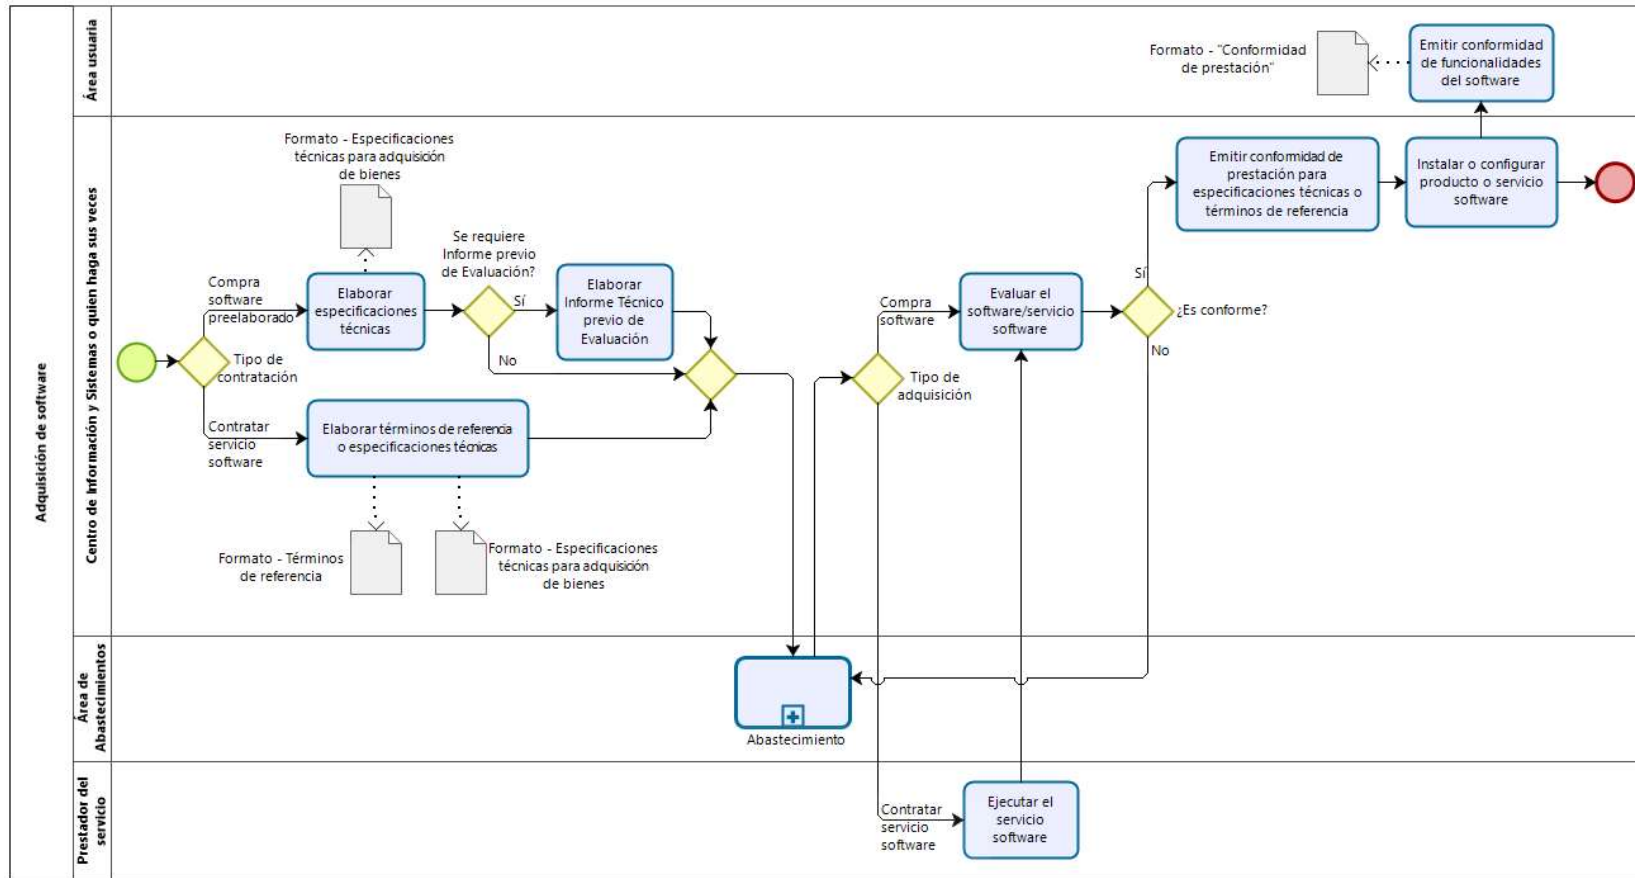 Adquisición de software
Área usuaria
Formato - "Conformidad
de prestación"
Emitir conformidad
de funcionalidades
del software
Centro de Información y Sistemas o quien haga sus veces
Formato - Especificaciones
técnicas para adquisición
de bienes
Compra
software
preelaborado
Elaborar
especificaciones
técnicas
Se requiere
Informe previo
de Evaluación?
Sí
Elaborar
Informe Técnico
previo de
Evaluación
No
Tipo de
contratación
Contratar
servicio
software
Elaborar términos de referencia
o especificaciones técnicas
Formato - Términos
de referencia
Formato - Especificaciones
técnicas para adquisición
de bienes
Compra
software
Tipo de
adquisición
Evaluar el
software/servicio
software
Sí
¿Es conforme?
No
Emitir conformidad de
prestación para
especificaciones técnicas o
términos de referencia
Instalar o configurar
producto o servicio
software
Área de
Abastecimientos
Abastecimiento
Prestador del
servicio
Contratar
servicio
software
Ejecutar el
servicio
software